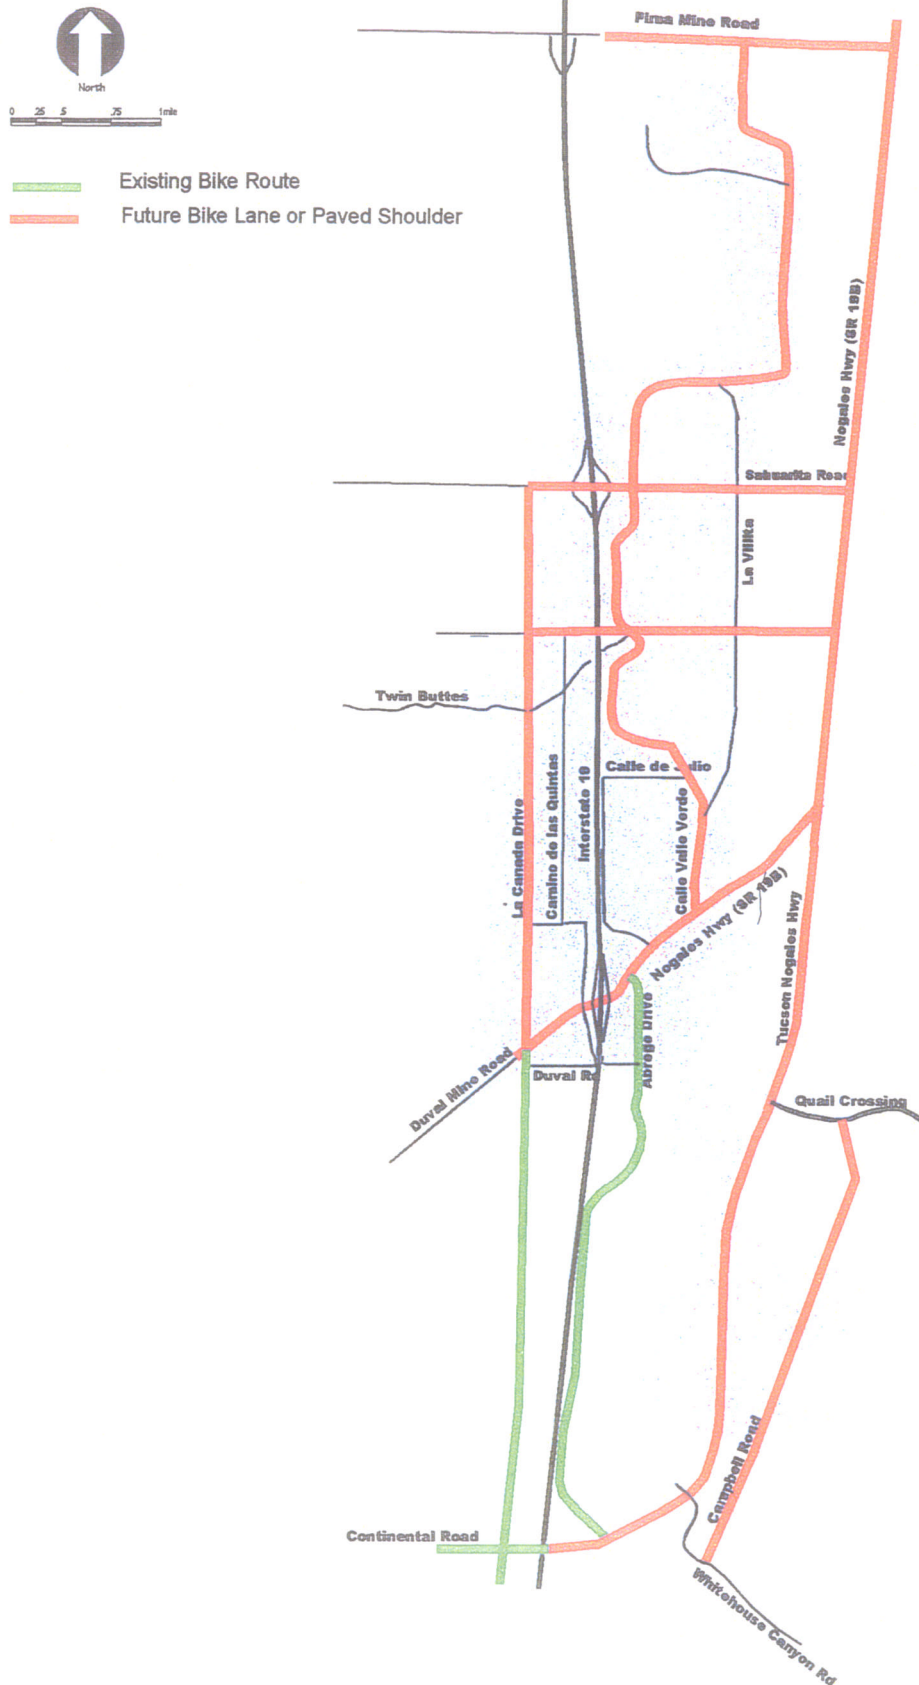 Pima Mine Road
North
0 .25 .5 .75 1mile
Existing Bike Route
Future Bike Lane or Paved Shoulder
Nogales Hwy (SR 19B)
Sahuarita Road
La Villita
Twin Buttes
Calle de Julio
Camino de las Quintas
Interstate 19
La Canada Drive
Calle Valle Verde
Nogales Hwy (SR 19B)
Tucson Nogales Hwy
Abrego Drive
Duval Mine Road
Duval Rd
Quail Crossing
Campbell Road
Continental Road
Whitehouse Canyon Rd